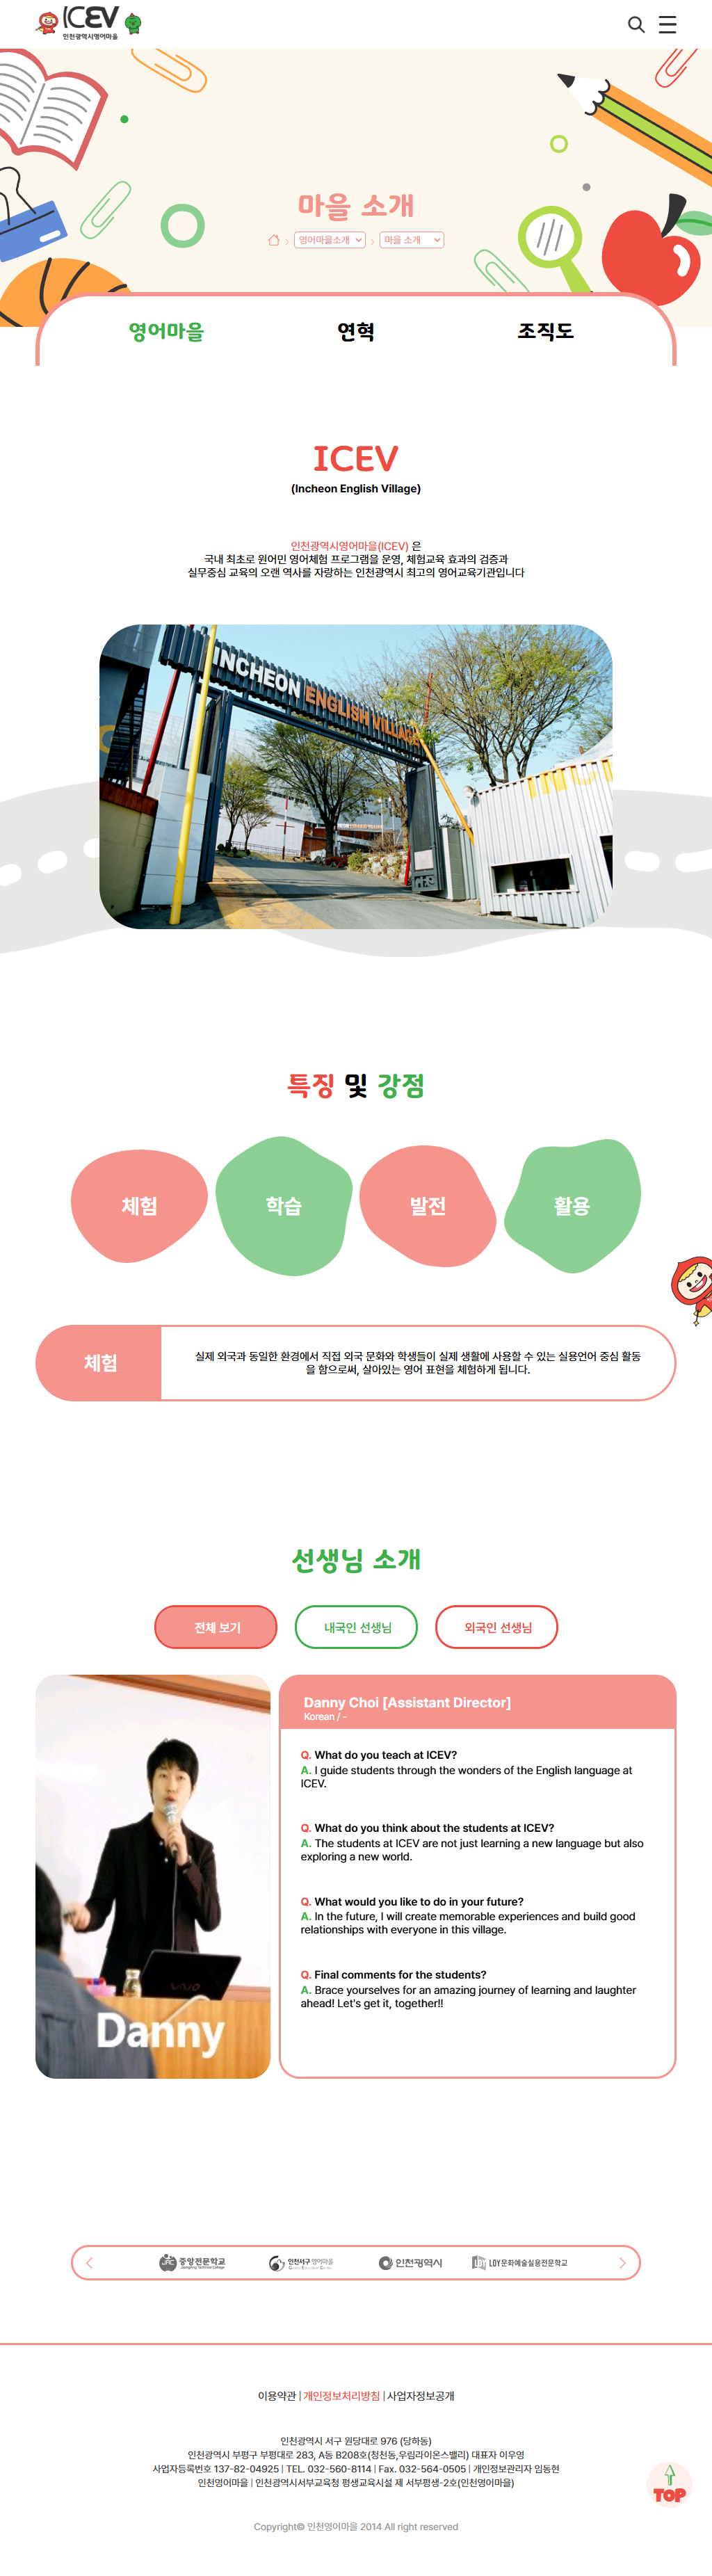 ICEV
인천광역시영어마을
마을 소개
영어마을소개
마을 소개
영어마을
연혁
조직도
ICEV
(Incheon English Village)
인천광역시영어마을(ICEV) 은
국내 최초로 원어민 영어체험 프로그램을 운영, 체험교육 효과의 검증과
실무중심 교육의 오랜 역사를 자랑하는 인천광역시 최고의 영어교육기관입니다
INCHEON ENGLISH VILLAGE
특징 및 강점
체험
학습
발전
활용
체험
실제 외국과 동일한 환경에서 직접 외국 문화와 학생들이 실제 생활에 사용할 수 있는 실용언어 중심 활동
을 함으로써, 살아있는 영어 표현을 체험하게 됩니다.
선생님 소개
전체 보기
내국인 선생님
외국인 선생님
VAIO
Danny
Danny Choi [Assistant Director]
Korean / -
Q. What do you teach at ICEV?
A. I guide students through the wonders of the English language at
ICEV.
Q. What do you think about the students at ICEV?
A. The students at ICEV are not just learning a new language but also
exploring a new world.
Q. What would you like to do in your future?
A. In the future, I will create memorable experiences and build good
relationships with everyone in this village.
Q. Final comments for the students?
A. Brace yourselves for an amazing journey of learning and laughter
ahead! Let's get it, together!!
중앙전문학교
인천서구 영어마을
인천광역시
LDY 문화예술실용전문학교
이용약관 | 개인정보처리방침 | 사업자정보공개
인천광역시 서구 원당대로 976 (당하동)
인천광역시 부평구 부평대로 283, A동 B208호(청천동,우림라이온스밸리) 대표자 이우영
사업자등록번호 137-82-04925 | TEL. 032-560-8114 | Fax. 032-564-0505 | 개인정보관리자 임동현
인천영어마을 | 인천광역시서부교육청 평생교육시설 제 서부평생-2호(인천영어마을)
TOP
Copyright© 인천영어마을 2014 All right reserved